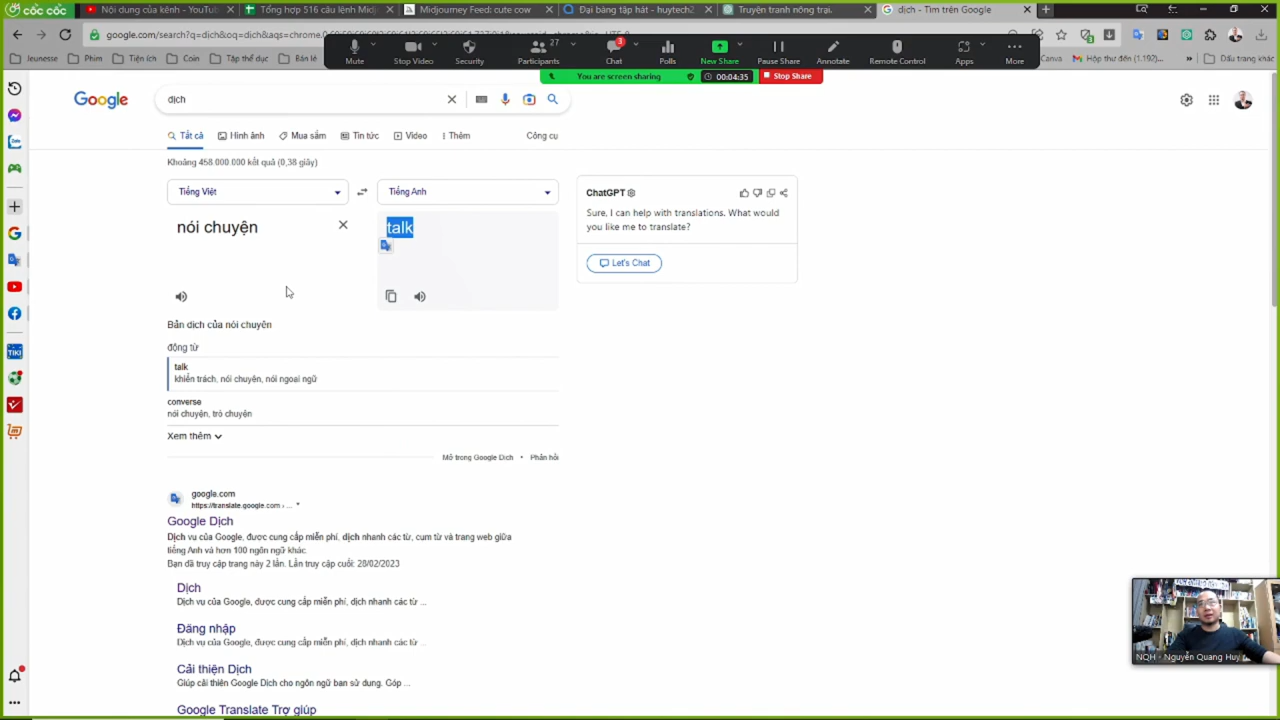 cốc cốc
Nội dung của kênh - YouTub
Tổng hợp 516 câu lệnh Midj
Midjourney Feed: cute cow
Đại bàng tập hát - huytech2
Truyện tranh nông trại.
dịch - Tìm trên Google
Jeunesse
Phim
Tiện ích
Coin
Tập thể dục
Bán lẻ
Canva
Hộp thư đến (1.192)...
»
Dấu trang khác
27
3
Mute
Stop Video
Security
Participants
Chat
Polls
New Share
Pause Share
Annotate
Remote Control
Apps
More
You are screen sharing
00:04:35
Stop Share
Google
dịch
Tất cả
Hình ảnh
Mua sắm
Tin tức
Video
Thêm
Công cụ
Khoảng 458.000.000 kết quả (0,38 giây)
Tiếng Việt
Tiếng Anh
nói chuyện
talk
ChatGPT
Sure, I can help with translations. What would
you like me to translate?
Let's Chat
Zalo
TIKI
Bản dịch của nói chuyện
động từ
talk
khiển trách, nói chuyện, nói ngoại ngữ
converse
nói chuyện, trò chuyện
Xem thêm
Mở trong Google Dịch • Phản hồi
google.com
https://translate.google.com › ...
Google Dịch
Dịch vụ của Google, được cung cấp miễn phí, dịch nhanh các từ, cụm từ và trang web giữa
tiếng Anh và hơn 100 ngôn ngữ khác.
Bạn đã truy cập trang này 2 lần. Lần truy cập cuối: 28/02/2023
Dịch
Dịch vụ của Google, được cung cấp miễn phí, dịch nhanh các từ ...
Đăng nhập
Dịch vụ của Google, được cung cấp miễn phí, dịch nhanh các từ ...
Cải thiện Dịch
Giúp cải thiện Google Dịch cho ngôn ngữ bạn sử dụng. Góp ...
Google Translate Trợ giúp
NQH - Nguyễn Quang Huy